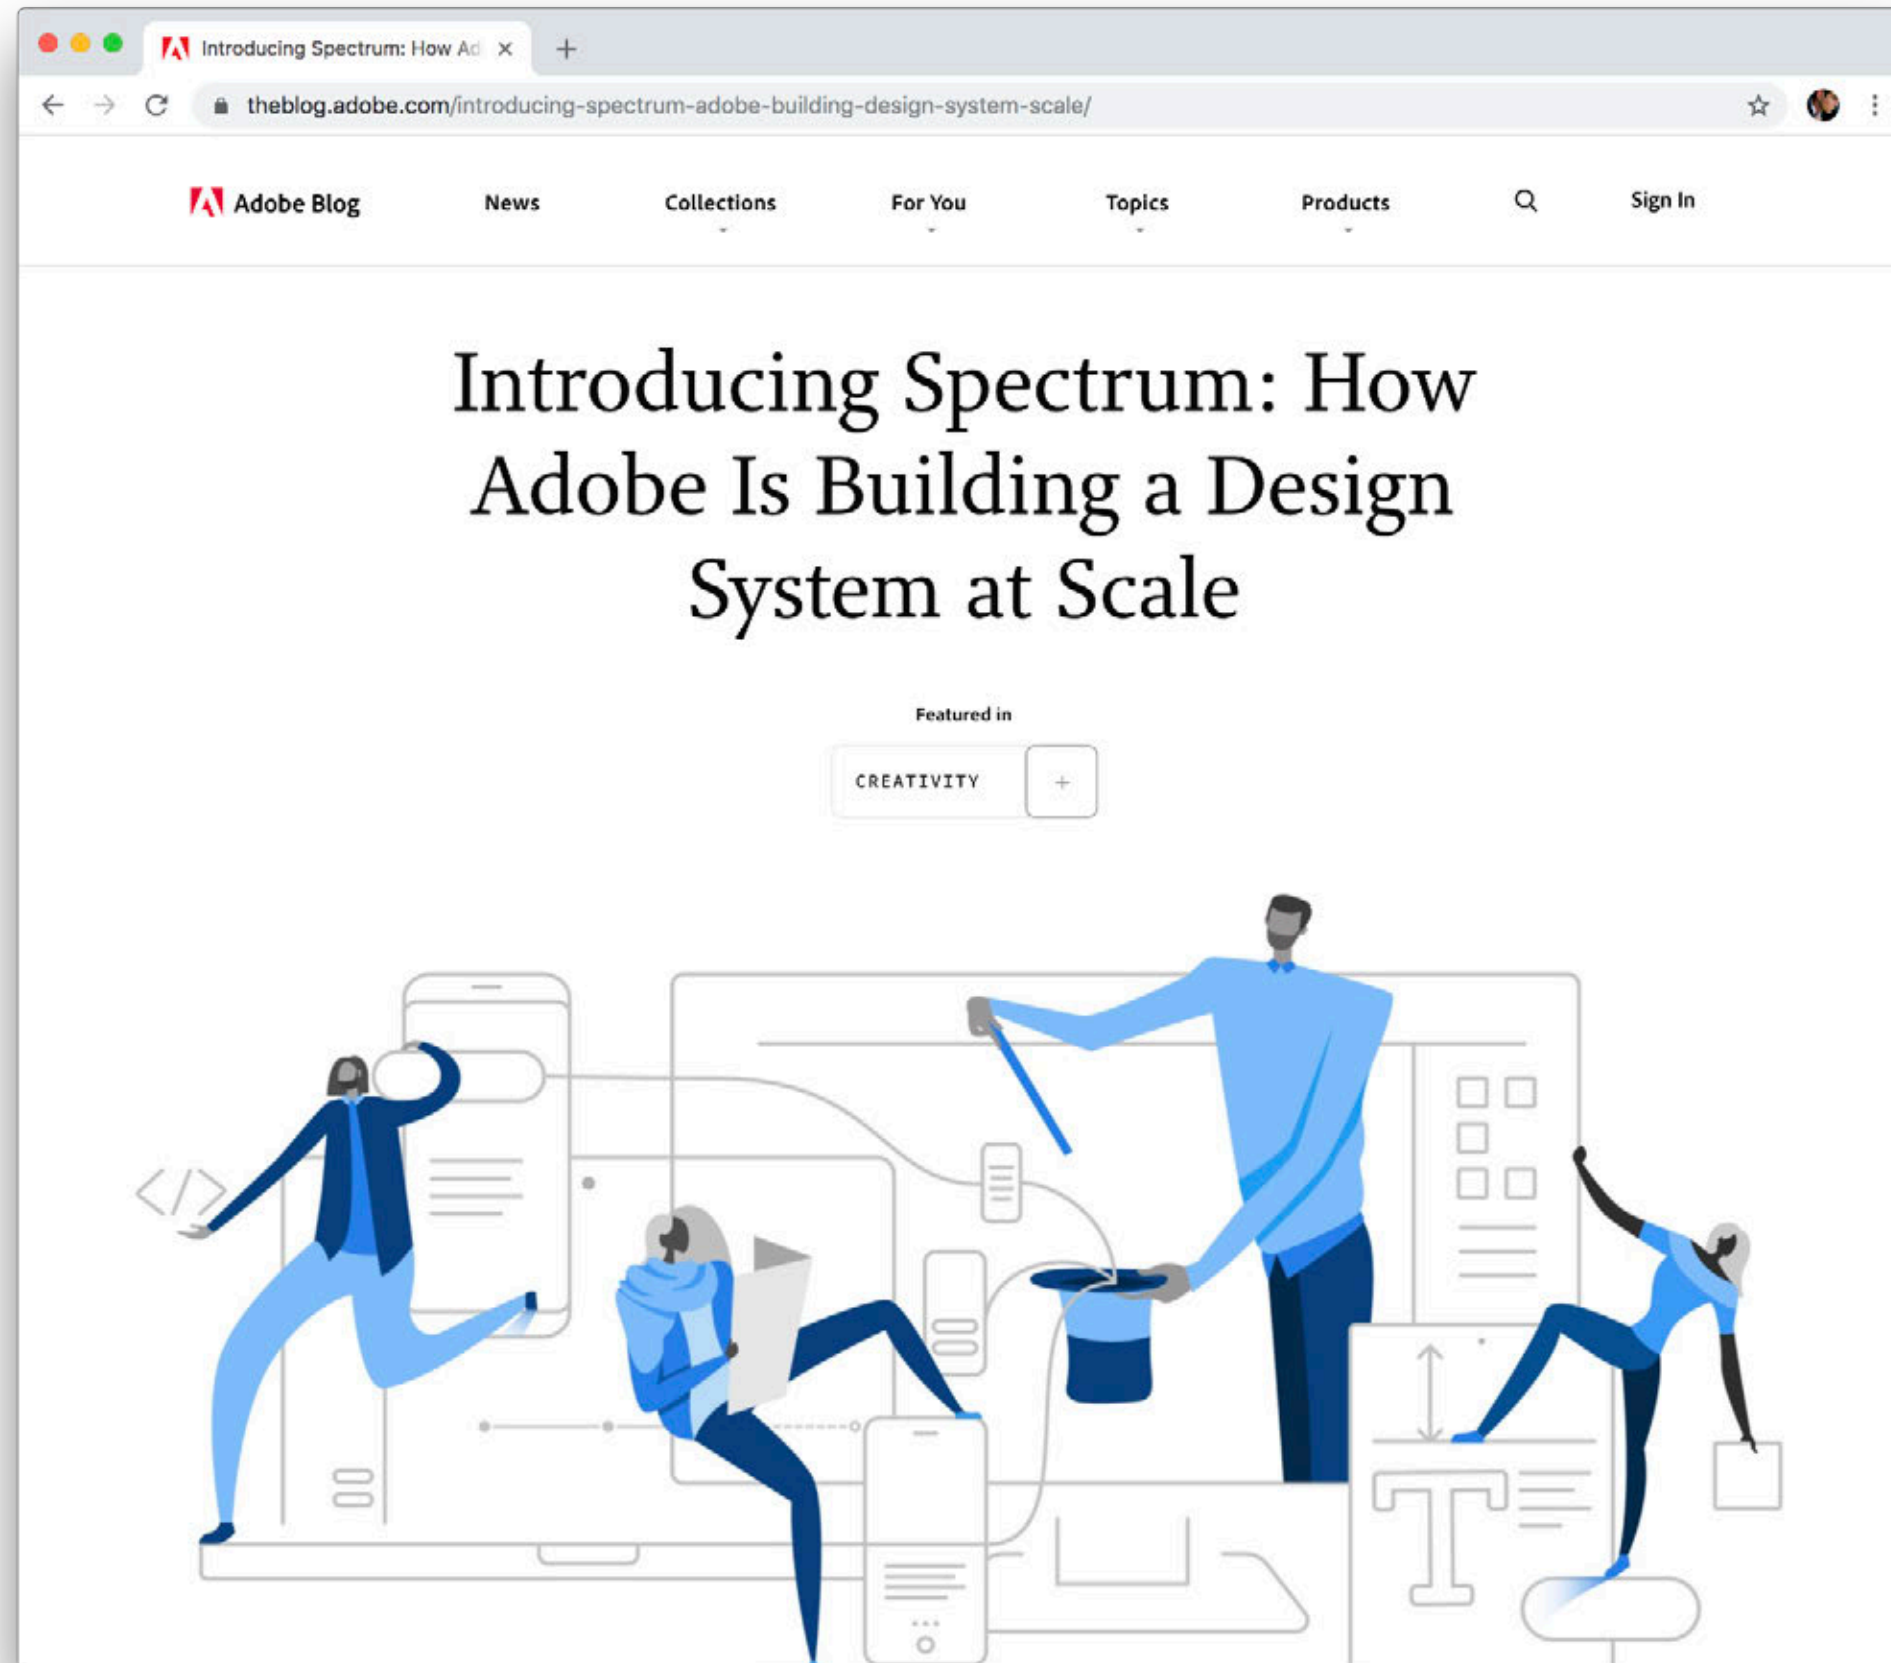 Introducing Spectrum: How Ad
theblog.adobe.com/introducing-spectrum-adobe-building-design-system-scale/
Adobe Blog News Collections For You Topics Products Sign In
Introducing Spectrum: How
Adobe Is Building a Design
System at Scale
Featured in
CREATIVITY +
</>
T